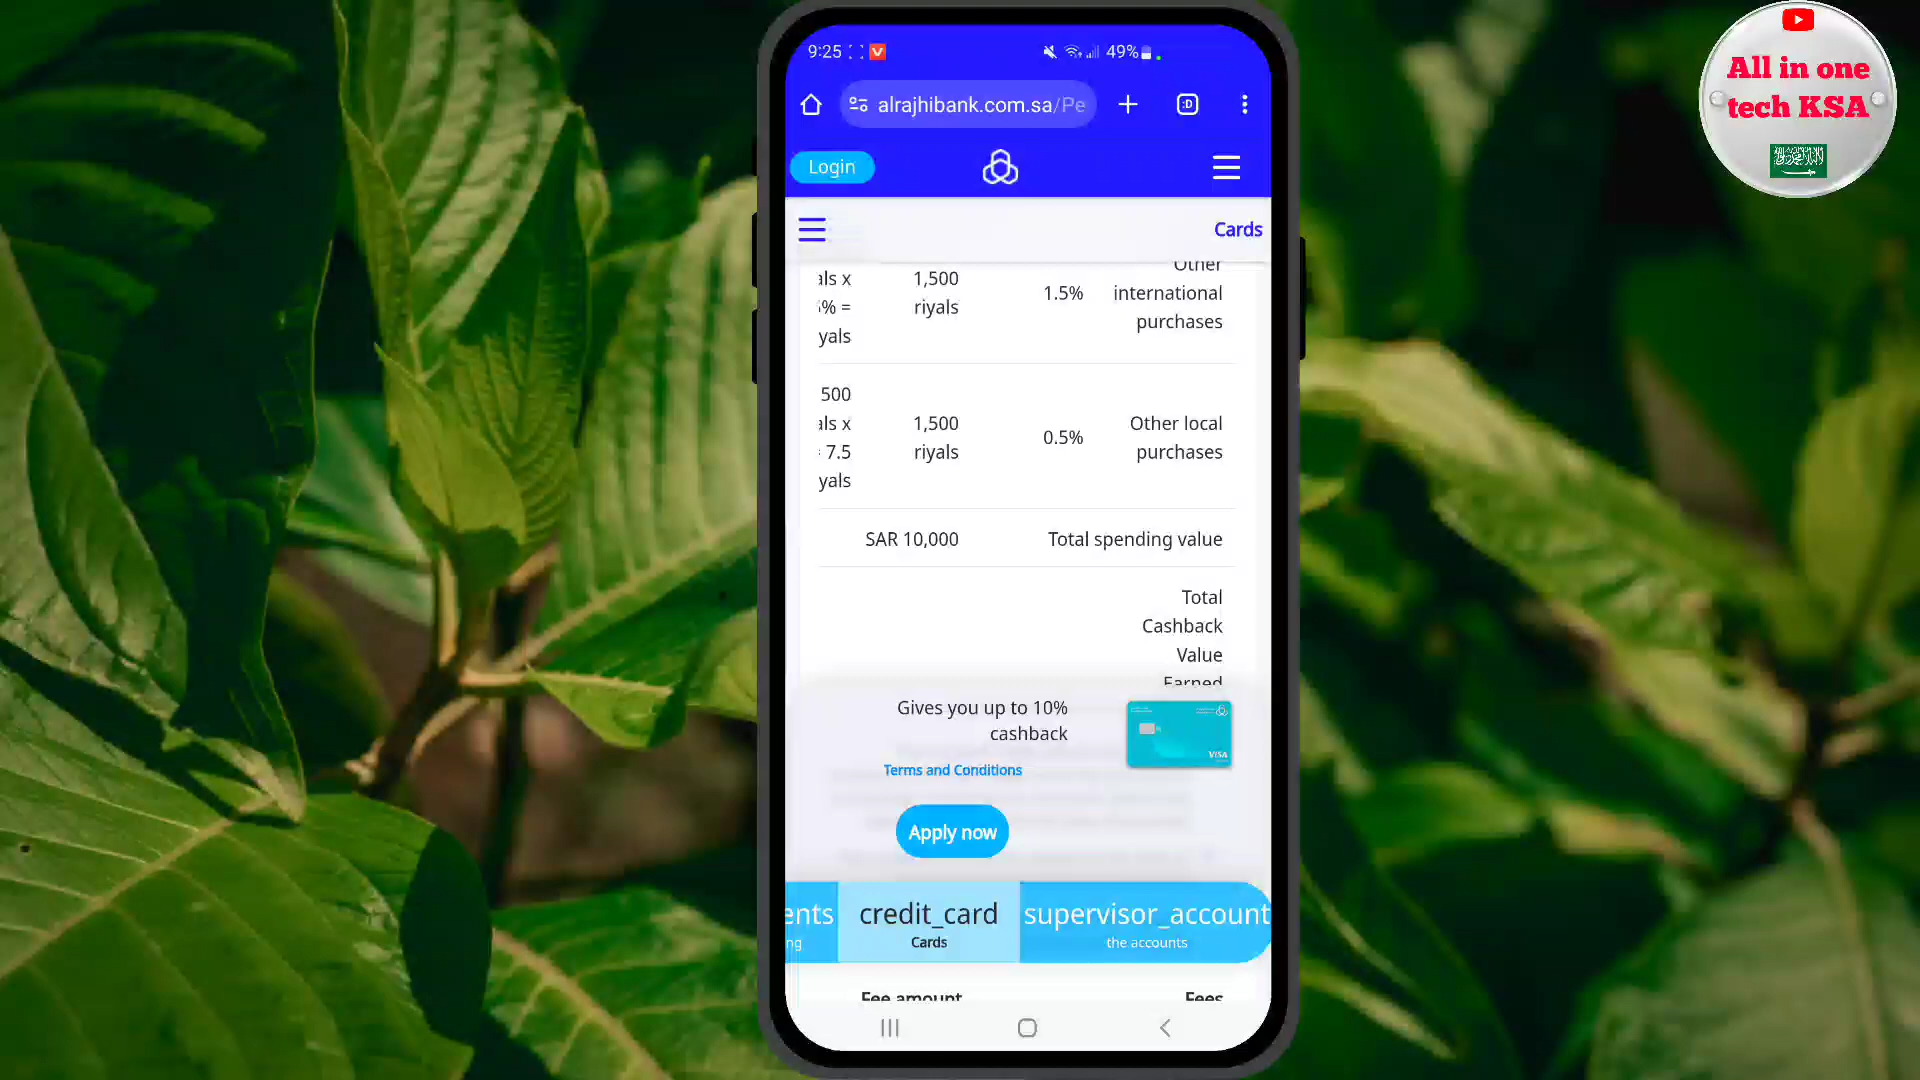 9:25
49%
alrajhibank.com.sa/Pe
Login
Cards
Other
international
purchases
1.5%
1,500
riyals
als x
% =
yals
Other local
purchases
0.5%
1,500
riyals
500
als x
7.5
yals
Total spending value
SAR 10,000
Total
Cashback
Value
Earned
Gives you up to 10%
cashback
Terms and Conditions
VISA
Apply now
ents
ng
credit_card
Cards
supervisor_account
the accounts
Fee amount
Fees
All in one
tech KSA